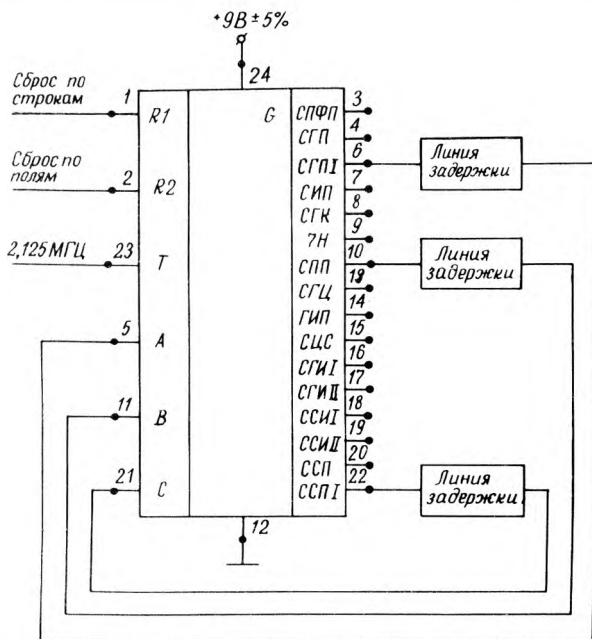 +9В ± 5%
24
Сброс по
строкам
1
R1
G
СПФП
3
СГП
4
СГПI
6
Линия
задержки
СИП
7
Сброс по
полям
2
R2
СГК
8
7Н
9
2,125 МГЦ
23
T
СПП
10
Линия
задержки
СГЦ
13
ГИП
14
5
A
СЦС
15
СГИI
16
СГИII
17
11
B
ССИI
18
ССИII
19
ССП
20
21
C
ССПI
22
Линия
задержки
12